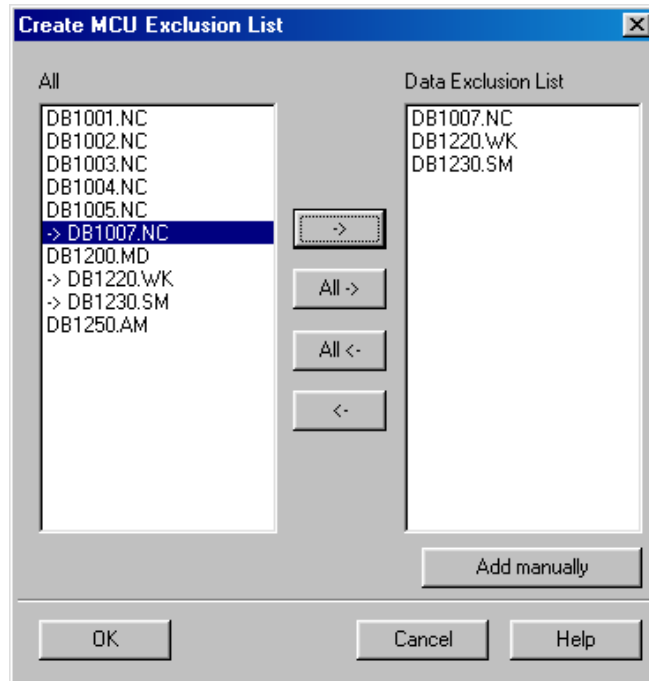 Create MCU Exclusion List
All
DB1001.NC
DB1002.NC
DB1003.NC
DB1004.NC
DB1005.NC
-> DB1007.NC
DB1200.MD
-> DB1220.WK
-> DB1230.SM
DB1250.AM
->
All ->
All <-
<-
Data Exclusion List
DB1007.NC
DB1220.WK
DB1230.SM
Add manually
OK
Cancel
Help